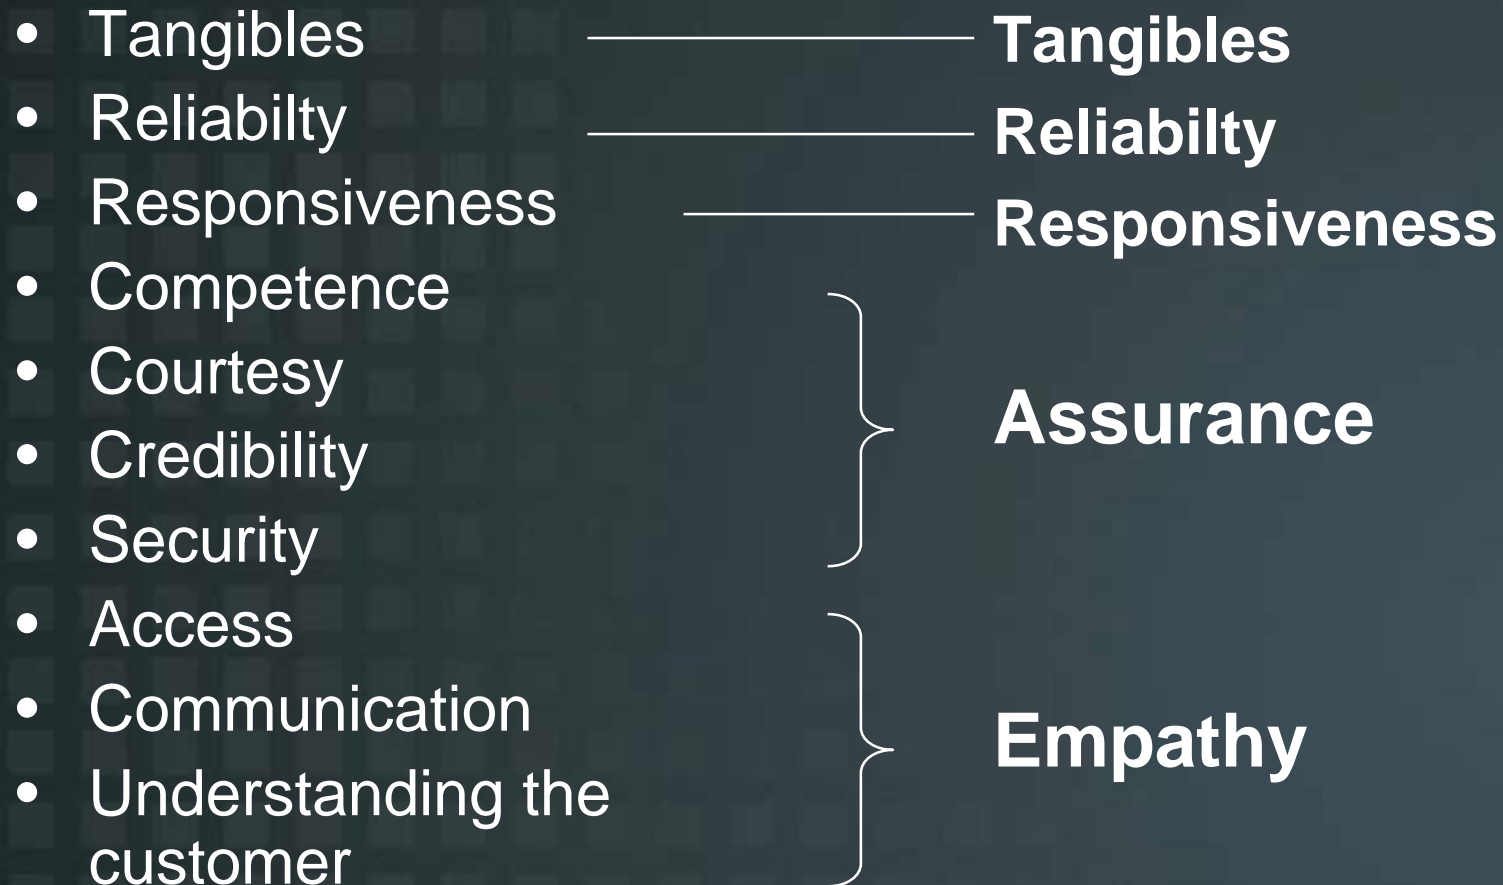 • Tangibles
• Reliabilty
• Responsiveness
• Competence
• Courtesy
• Credibility
• Security
• Access
• Communication
• Understanding the
customer
Tangibles
Reliabilty
Responsiveness
Assurance
Empathy